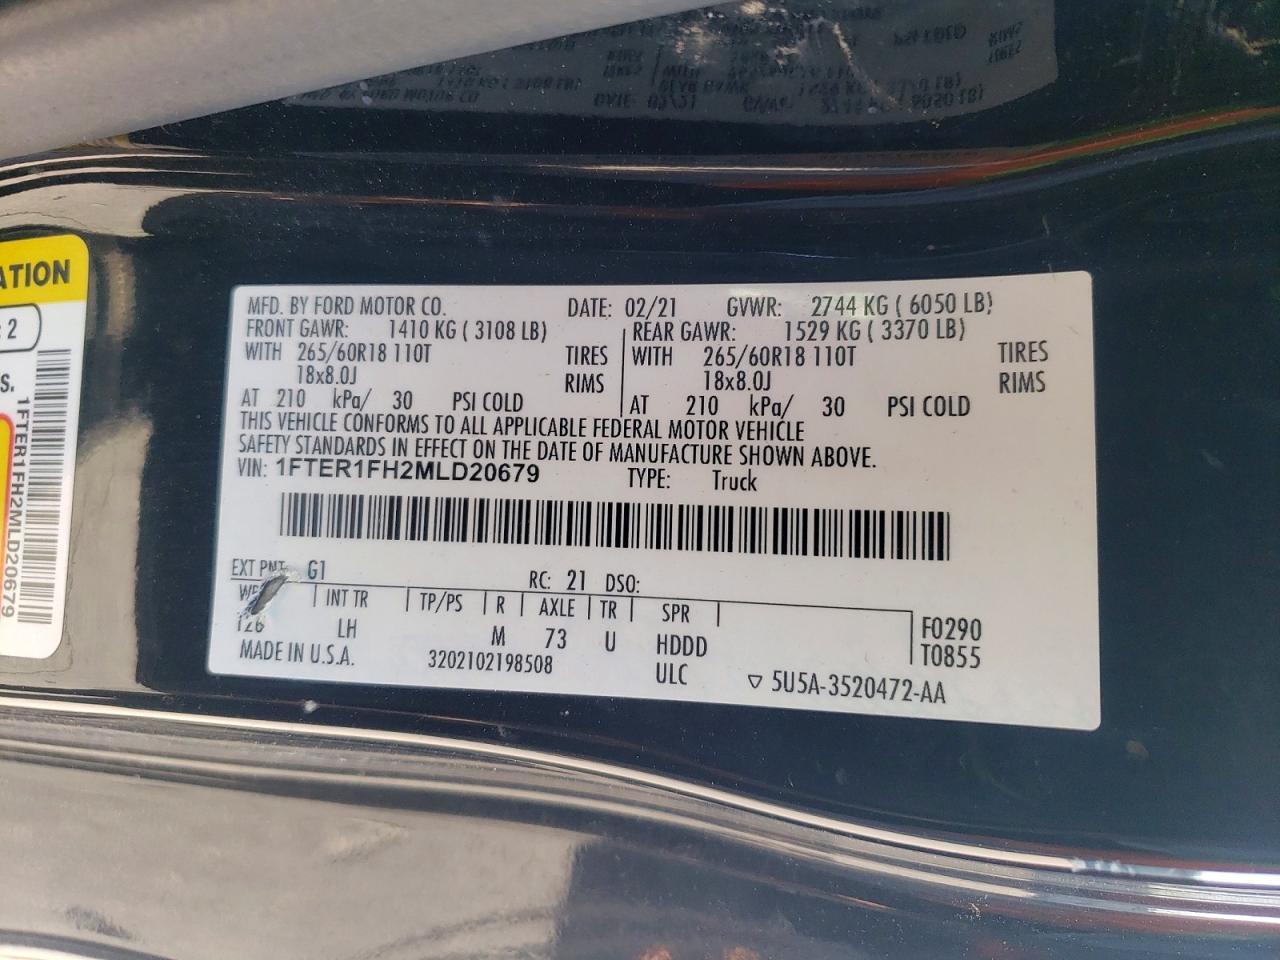 ATION
: 2
S.
1FTER1FH2MLD20679
MFD. BY FORD MOTOR CO. DATE: 02/21 GVWR: 2744 KG ( 6050 LB)
FRONT GAWR: 1410 KG ( 3108 LB) REAR GAWR: 1529 KG ( 3370 LB)
WITH 265/60R18 110T TIRES WITH 265/60R18 110T TIRES
18x8.0J RIMS 18x8.0J RIMS
AT 210 kPa/ 30 PSI COLD AT 210 kPa/ 30 PSI COLD
THIS VEHICLE CONFORMS TO ALL APPLICABLE FEDERAL MOTOR VEHICLE
SAFETY STANDARDS IN EFFECT ON THE DATE OF MANUFACTURE SHOWN ABOVE.
VIN: 1FTER1FH2MLD20679 TYPE: Truck
EXT PNT: G1 RC: 21 DSO:
INT TR TP/PS R AXLE TR SPR F0290
126 LH M 73 U HDDD T0855
MADE IN U.S.A. 3202102198508 ULC ▽ 5U5A-3520472-AA